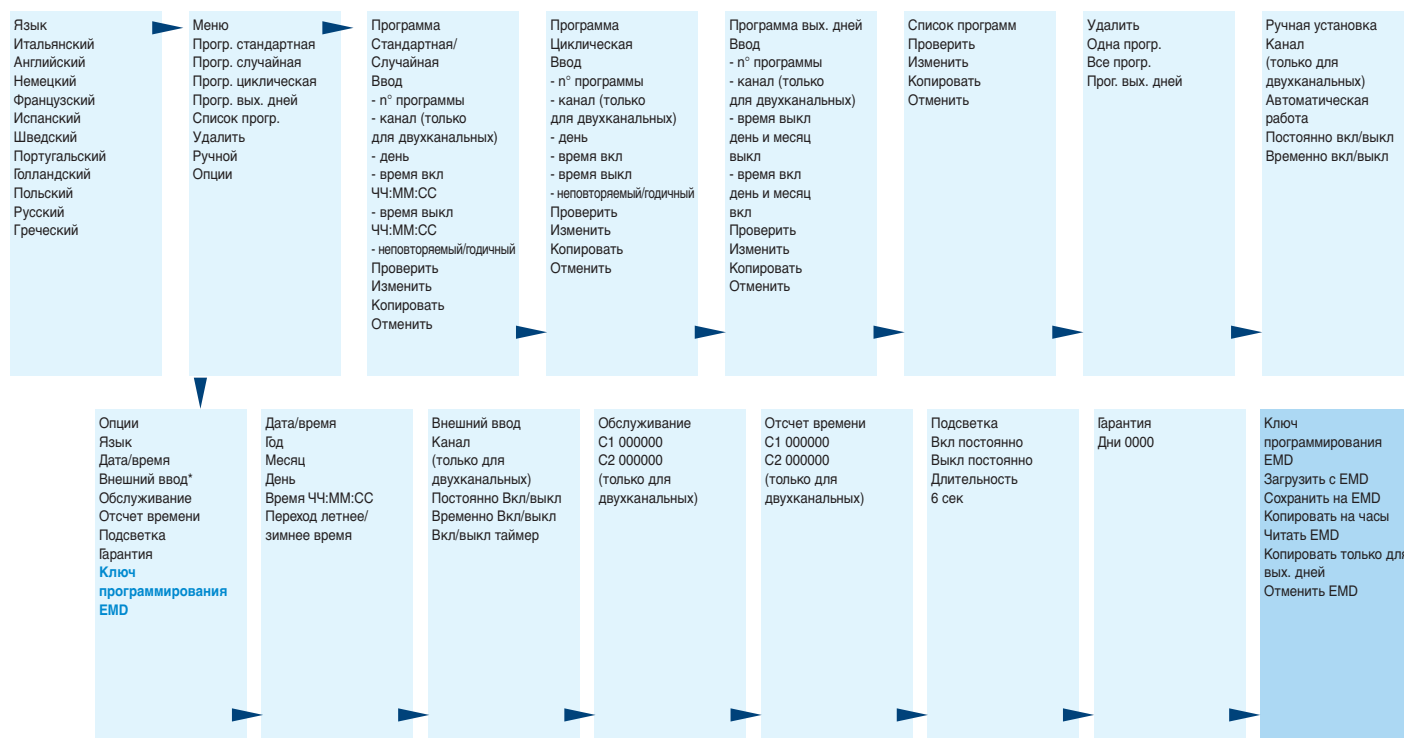 Язык
Итальянский
Английский
Немецкий
Французский
Испанский
Шведский
Португальский
Голландский
Польский
Русский
Греческий
Меню
Прогр. стандартная
Прогр. случайная
Прогр. циклическая
Прогр. вых. дней
Список прогр.
Удалить
Ручной
Опции
Программа
Стандартная/
Случайная
Ввод
- n° программы
- канал (только
для двухканальных)
- день
- время вкл
ЧЧ:ММ:СС
- время выкл
ЧЧ:ММ:СС
- неповторяемый/годичный
Проверить
Изменить
Копировать
Отменить
Программа
Циклическая
Ввод
- n° программы
- канал (только
для двухканальных)
- день
- время вкл
- время выкл
- неповторяемый/годичный
Проверить
Изменить
Копировать
Отменить
Программа вых. дней
Ввод
- n° программы
- канал (только
для двухканальных)
- время выкл
день и месяц
выкл
- время вкл
день и месяц
вкл
Проверить
Изменить
Копировать
Отменить
Список программ
Проверить
Изменить
Копировать
Отменить
Удалить
Одна прогр.
Все прогр.
Прог. вых. дней
Ручная установка
Канал
(только для
двухканальных)
Автоматическая
работа
Постоянно вкл/выкл
Временно вкл/выкл
Опции
Язык
Дата/время
Внешний ввод*
Обслуживание
Отсчет времени
Подсветка
Гарантия
Ключ
программирования
EMD
Дата/время
Год
Месяц
День
Время ЧЧ:ММ:СС
Переход летнее/
зимнее время
Внешний ввод
Канал
(только для
двухканальных)
Постоянно Вкл/выкл
Временно Вкл/выкл
Вкл/выкл таймер
Обслуживание
C1 000000
C2 000000
(только для
двухканальных)
Отсчет времени
C1 000000
C2 000000
(только для
двухканальных)
Подсветка
Вкл постоянно
Выкл постоянно
Длительность
6 сек
Гарантия
Дни 0000
Ключ
программирования
EMD
Загрузить с EMD
Сохранить на EMD
Копировать на часы
Читать EMD
Копировать только для
вых. дней
Отменить EMD